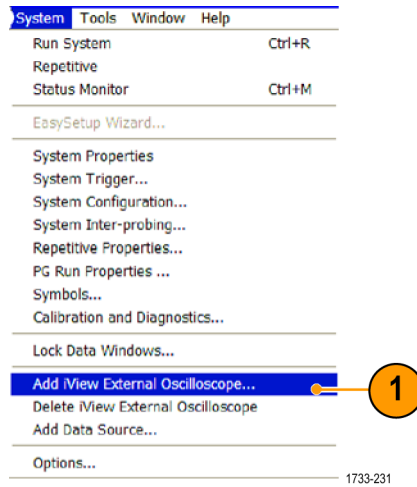 System Tools Window Help
Run System Ctrl+R
Repetitive
Status Monitor Ctrl+M
EasySetup Wizard...
System Properties
System Trigger...
System Configuration...
System Inter-probing...
Repetitive Properties...
PG Run Properties ...
Symbols...
Calibration and Diagnostics...
Lock Data Windows...
Add iView External Oscilloscope...
1
Delete iView External Oscilloscope
Add Data Source...
Options...
1733-231